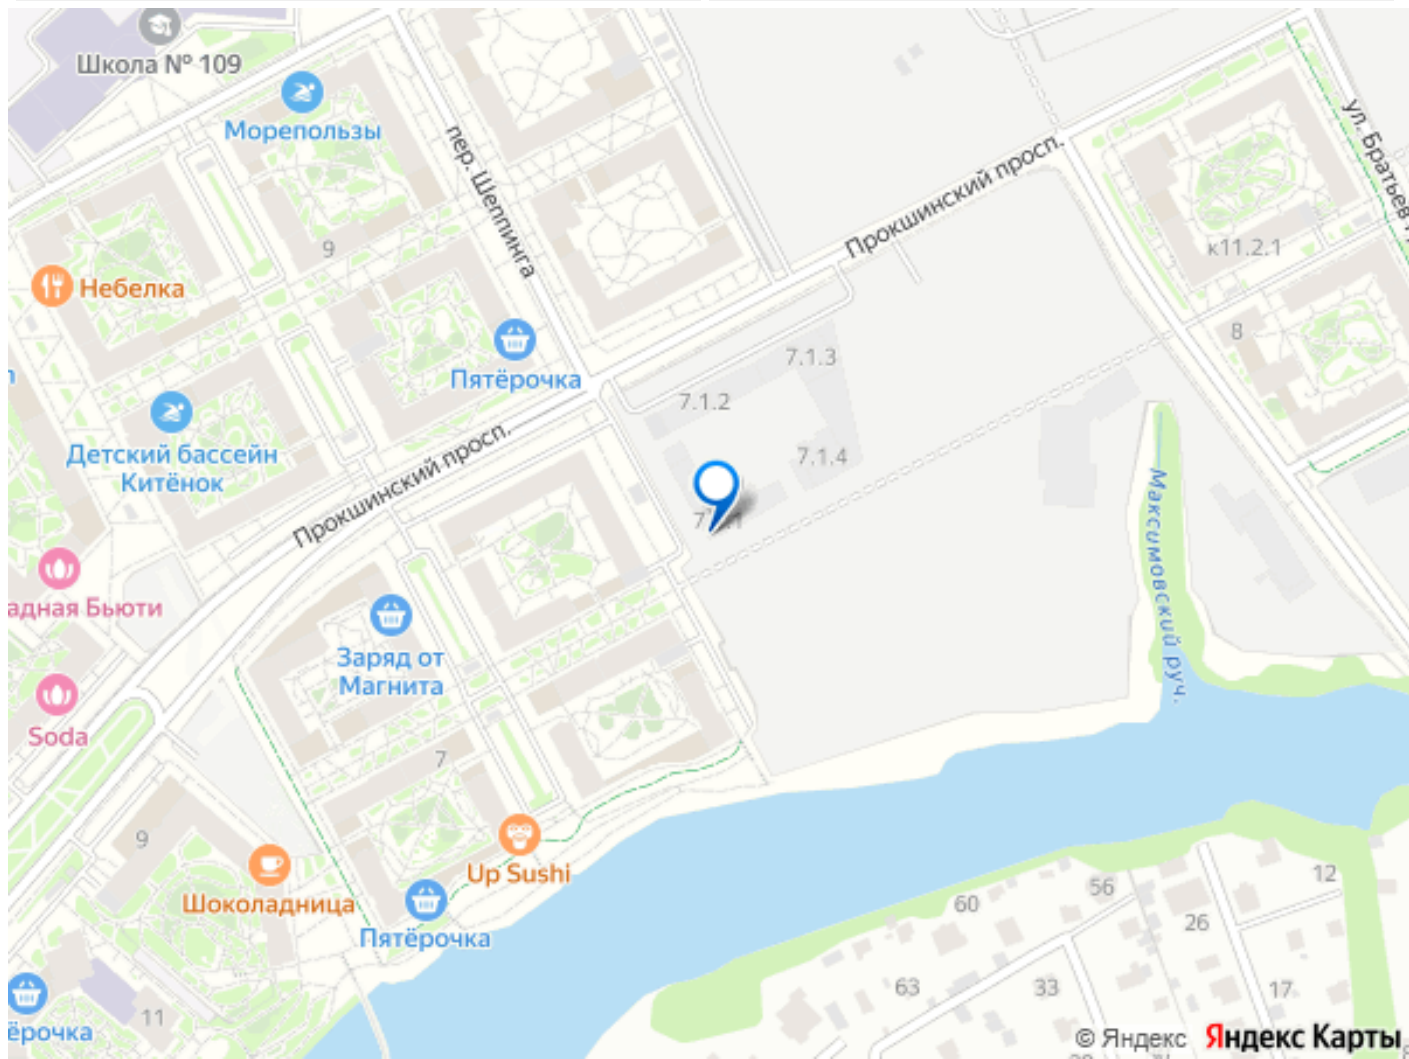 Школа № 109
Морепользы
пер. Шеппинга
9
Небелка
Пятёрочка
Детский бассейн
Китёнок
Прокшинский просп.
Прокшинский просп.
к11.2.1
8
7.1.3
7.1.2
7.1.4
Максимовский руч.
адная Бьюти
Заряд от
Магнита
Soda
7
9
Up Sushi
Шоколадница
Пятёрочка
ёрочка
11
12
56
60
26
63
33
17
© Яндекс Яндекс Карты
ул. Братьев